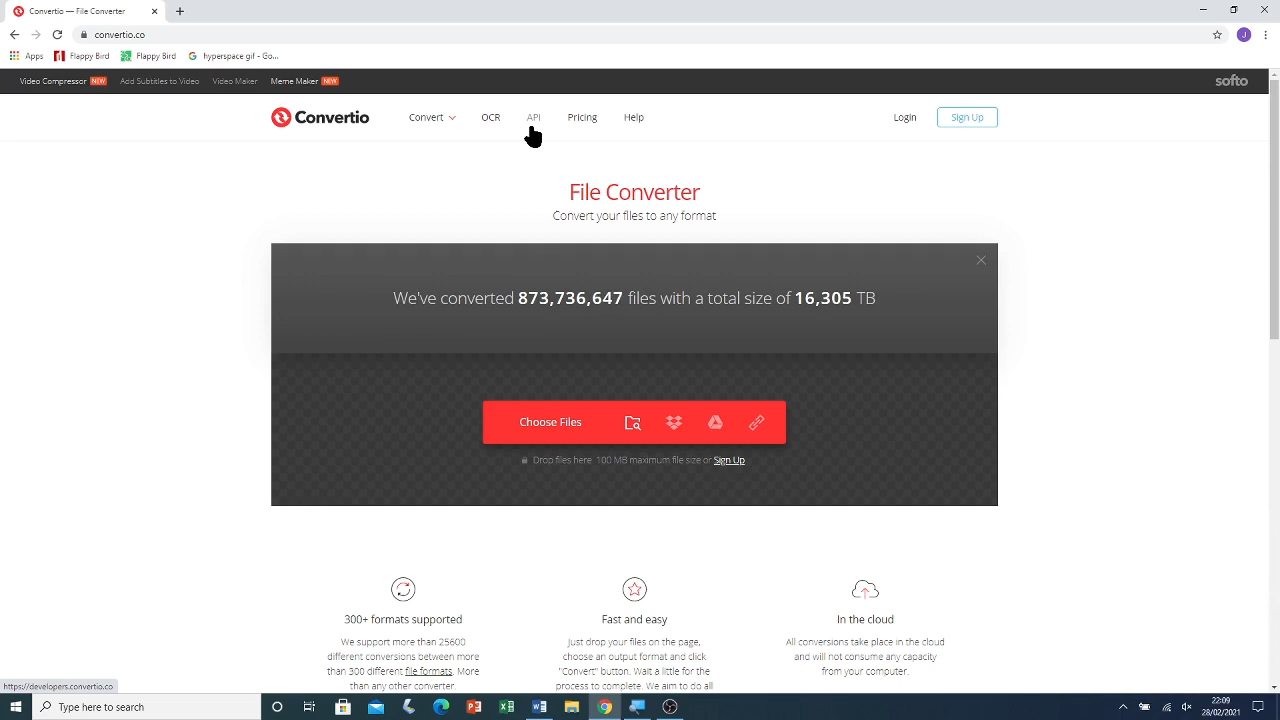 Convertio — File Converter
convertio.co
J
Apps Flappy Bird Flappy Bird hyperspace gif - Go...
Video Compressor NEW Add Subtitles to Video Video Maker Meme Maker NEW softo
Convertio Convert OCR API Pricing Help Login Sign Up
File Converter
Convert your files to any format
We've converted 873,736,647 files with a total size of 16,305 TB
Choose Files
Drop files here. 100 MB maximum file size or Sign Up
300+ formats supported
We support more than 25600
different conversions between more
than 300 different file formats. More
than any other converter.
Fast and easy
Just drop your files on the page,
choose an output format and click
"Convert" button. Wait a little for the
process to complete. We aim to do all
In the cloud
All conversions take place in the cloud
and will not consume any capacity
from your computer.
https://developers.convertio.co
Type here to search
22:09
28/02/2021